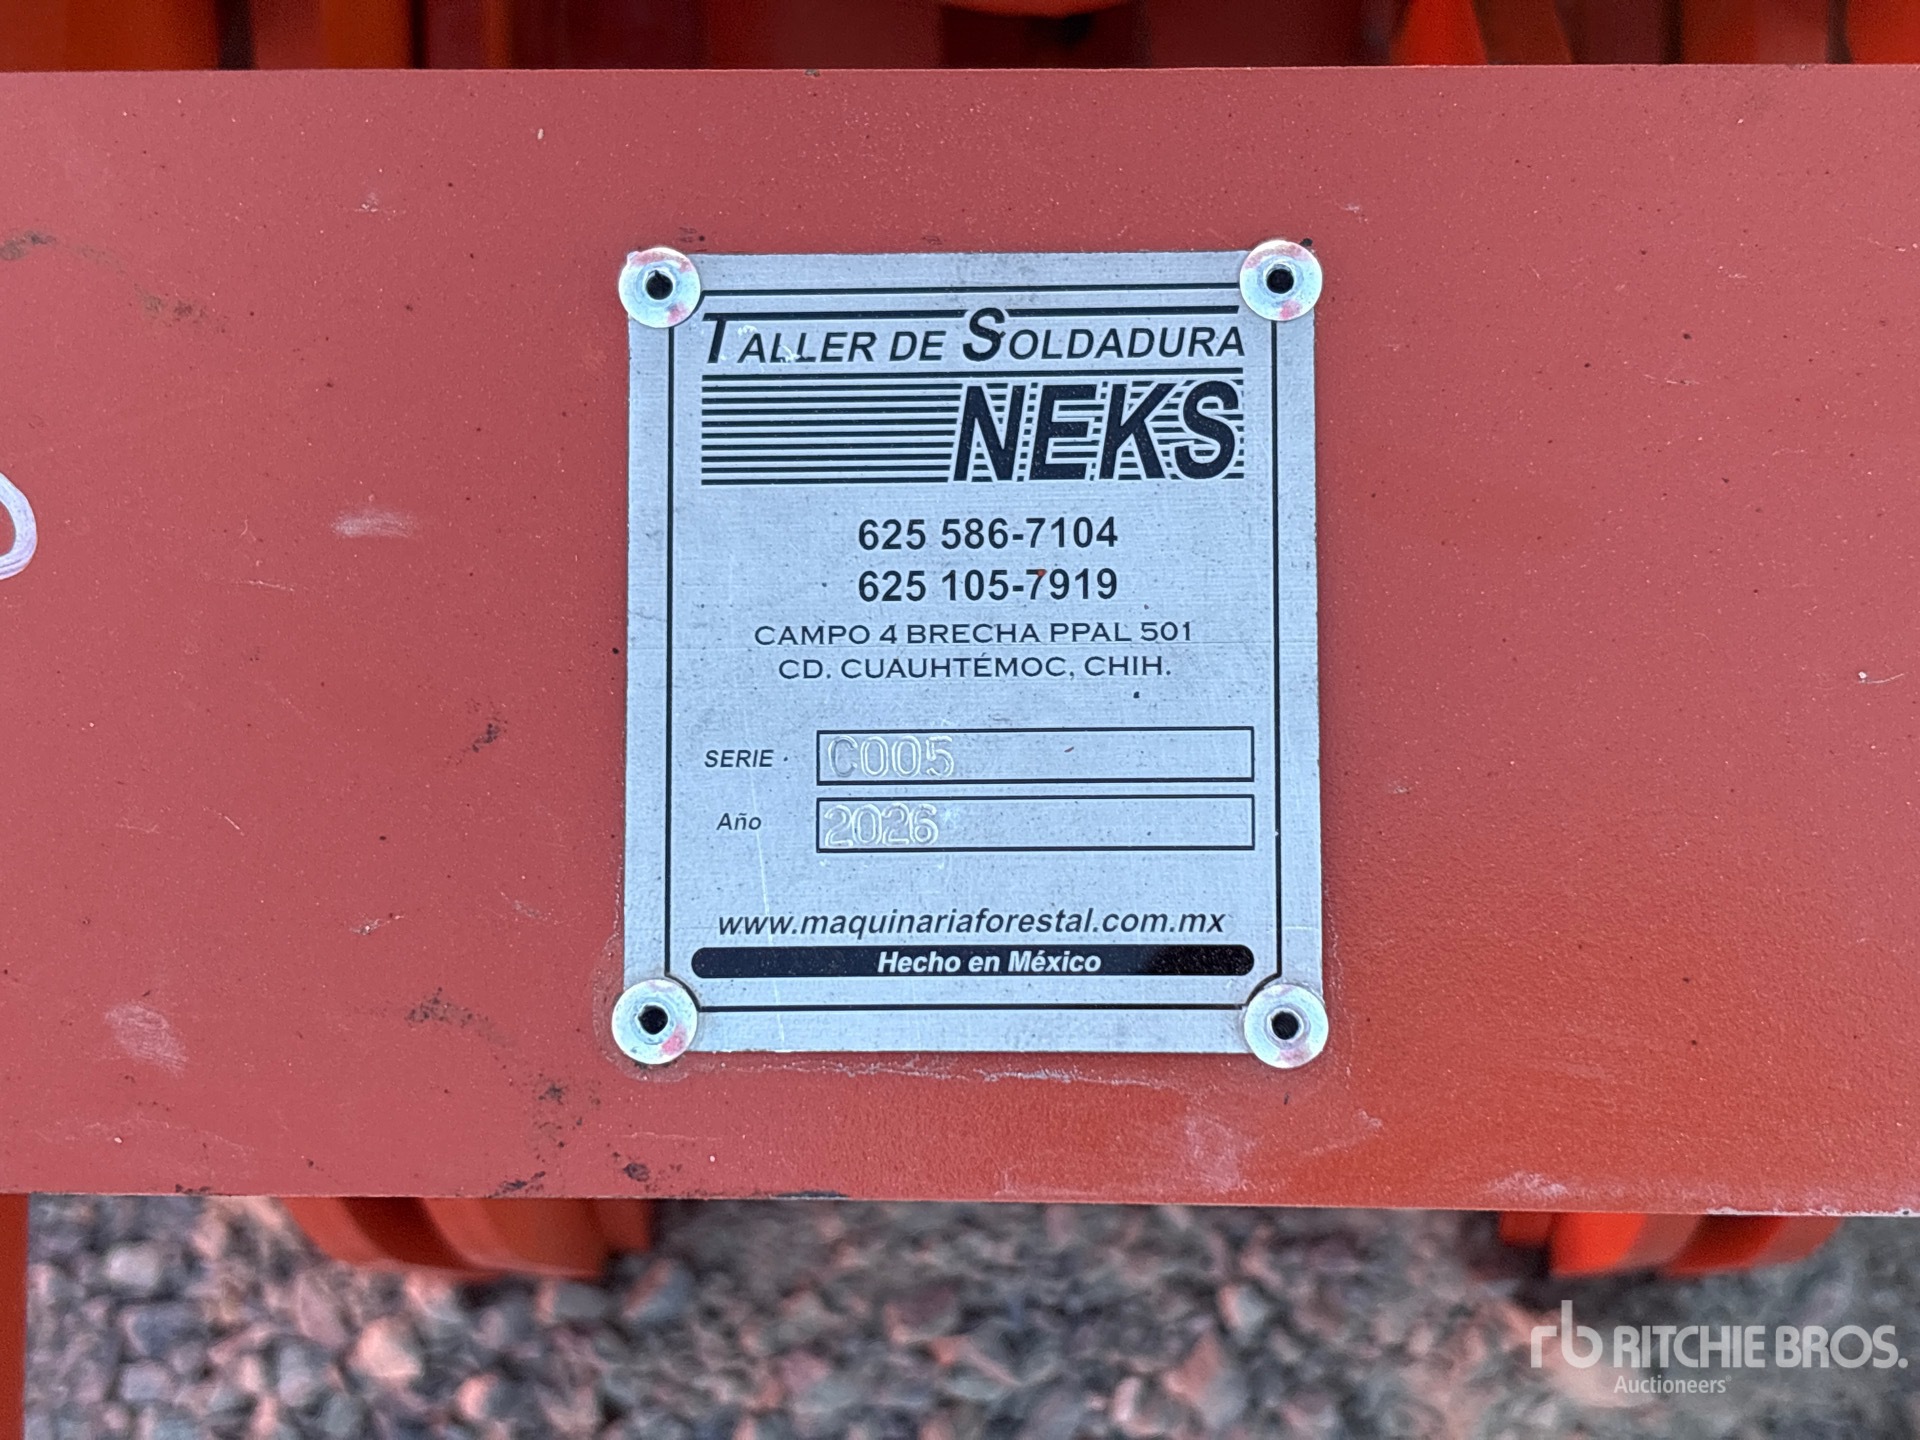 TALLER DE SOLDADURA
NEKS
625 586-7104
625 105-7919
CAMPO 4 BRECHA PPAL 501
CD. CUAUHTÉMOC, CHIH.
SERIE C005
Año 2026
www.maquinariaforestal.com.mx
Hecho en México
rb RITCHIE BROS.
Auctioneers